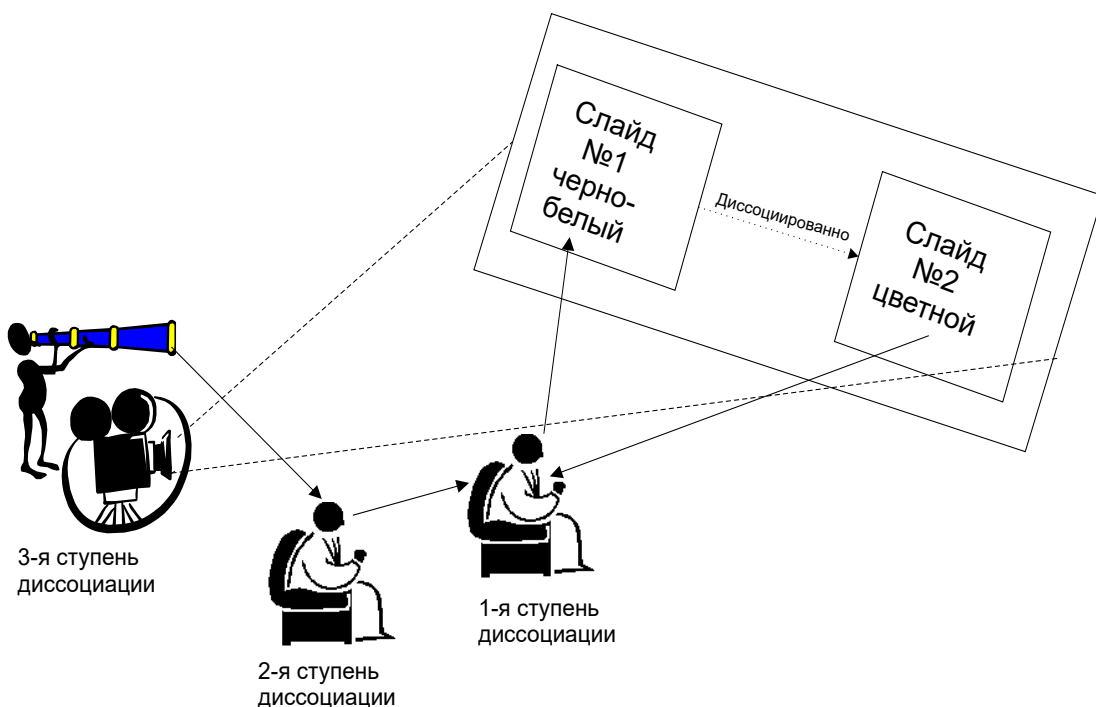 Слайд
№1
черно-
белый
Диссоциированно
Слайд
№2
цветной
3-я ступень
диссоциации
1-я ступень
диссоциации
2-я ступень
диссоциации